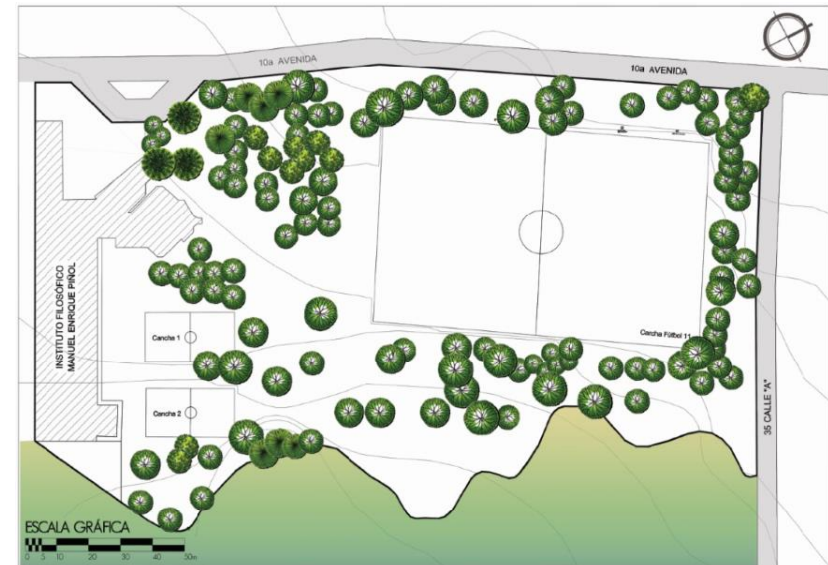 10a AVENIDA
10a AVENIDA
INSTITUTO FILOSÓFICO
MANUEL ENRIQUE PIÑOL
Cancha 1
Cancha 2
Cancha Fútbol 11
35 CALLE "A"
ESCALA GRÁFICA
0 5 10 20 30 40 50m